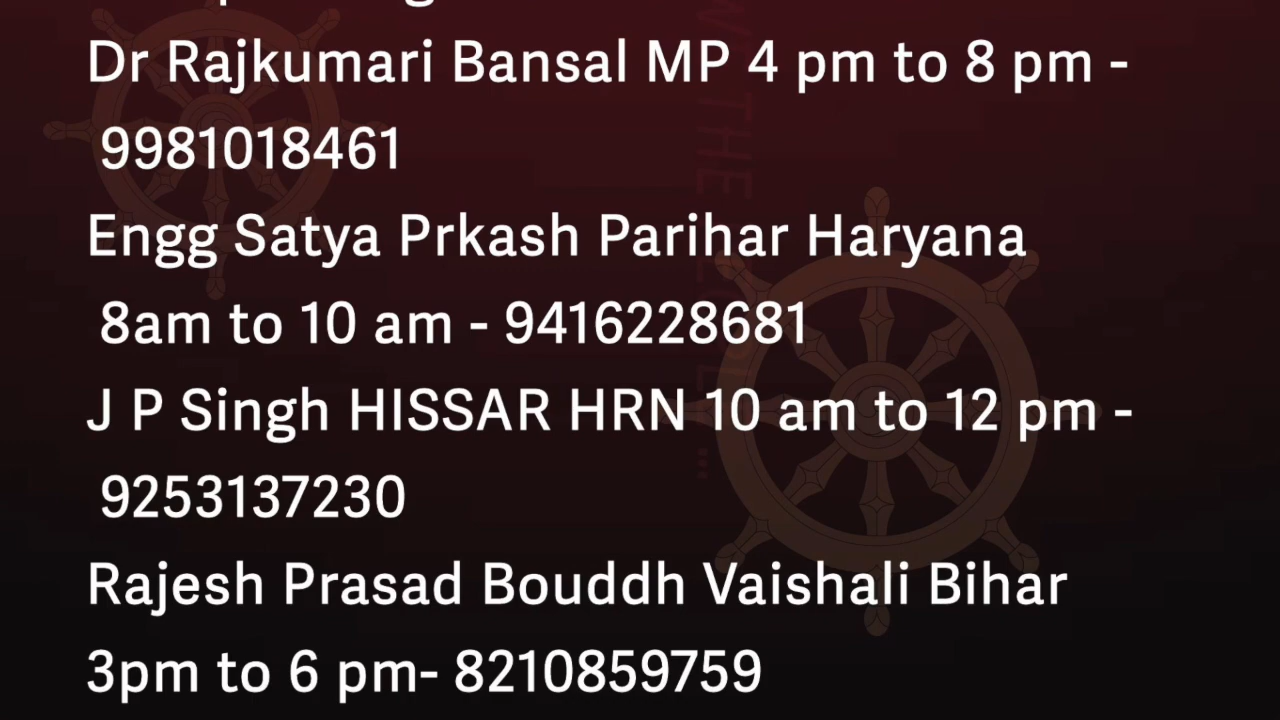 Dr Rajkumari Bansal MP 4 pm to 8 pm -
9981018461
Engg Satya Prkash Parihar Haryana
8am to 10 am - 9416228681
J P Singh HISSAR HRN 10 am to 12 pm -
9253137230
Rajesh Prasad Bouddh Vaishali Bihar
3pm to 6 pm- 8210859759
THE